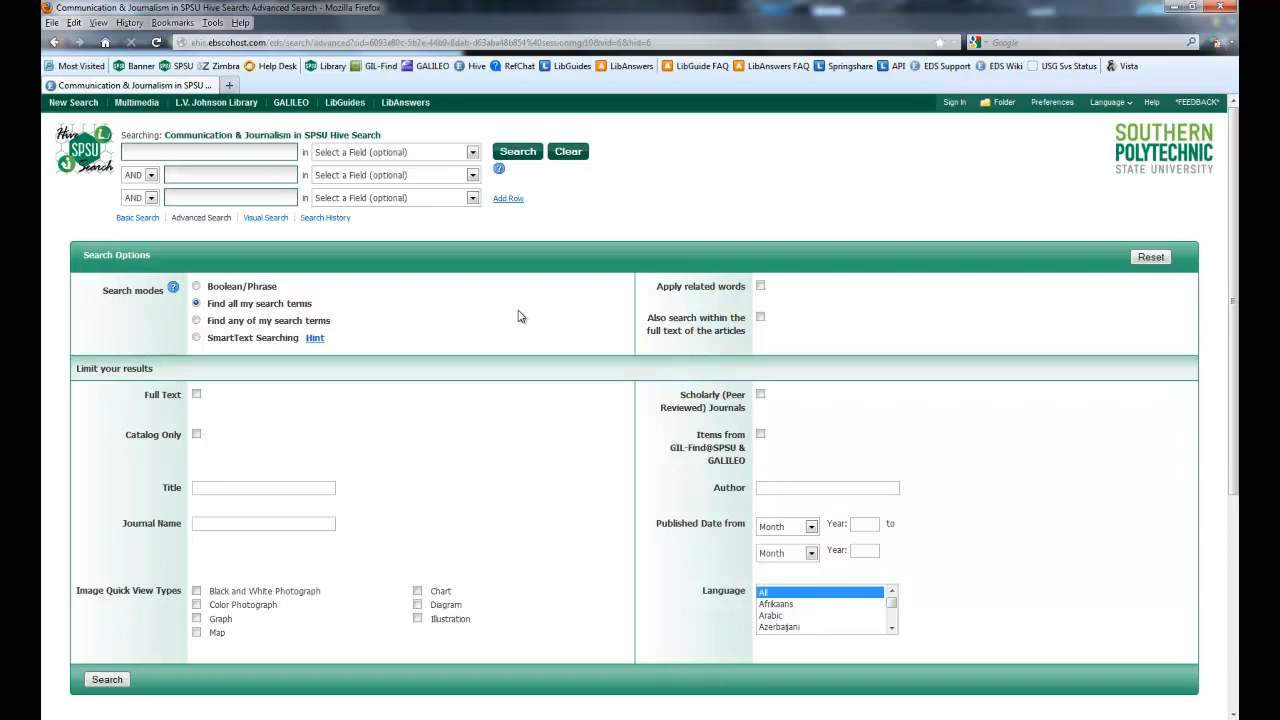 Communication & Journalism in SPSU Hive Search: Advanced Search - Mozilla Firefox
File Edit View History Bookmarks Tools Help
Google
Most Visited Banner SPSU Zimbra Help Desk Library GIL-Find GALILEO Hive RefChat LibGuides LibAnswers LibGuide FAQ LibAnswers FAQ Springshare API EDS Support EDS Wiki USG Svs Status Vista
Communication & Journalism in SPSU ...
New Search Multimedia L.V. Johnson Library GALILEO LibGuides LibAnswers Sign In Folder Preferences Language Help *FEEDBACK*
Hive SPSU Search
Searching: Communication & Journalism in SPSU Hive Search
in Select a Field (optional) Search Clear
AND in Select a Field (optional)
AND in Select a Field (optional) Add Row
Basic Search Advanced Search Visual Search Search History
SOUTHERN
POLYTECHNIC
STATE UNIVERSITY
Search Options Reset
Search modes Boolean/Phrase
Find all my search terms
Find any of my search terms
SmartText Searching Hint
Apply related words
Also search within the
full text of the articles
Limit your results
Full Text
Scholarly (Peer
Reviewed) Journals
Catalog Only
Items from
GIL-Find@SPSU &
GALILEO
Title
Author
Journal Name
Published Date from Month Year: to
Month Year:
Image Quick View Types Black and White Photograph Chart
Color Photograph Diagram
Graph Illustration
Map
Language All
Afrikaans
Arabic
Azerbaijani
Search